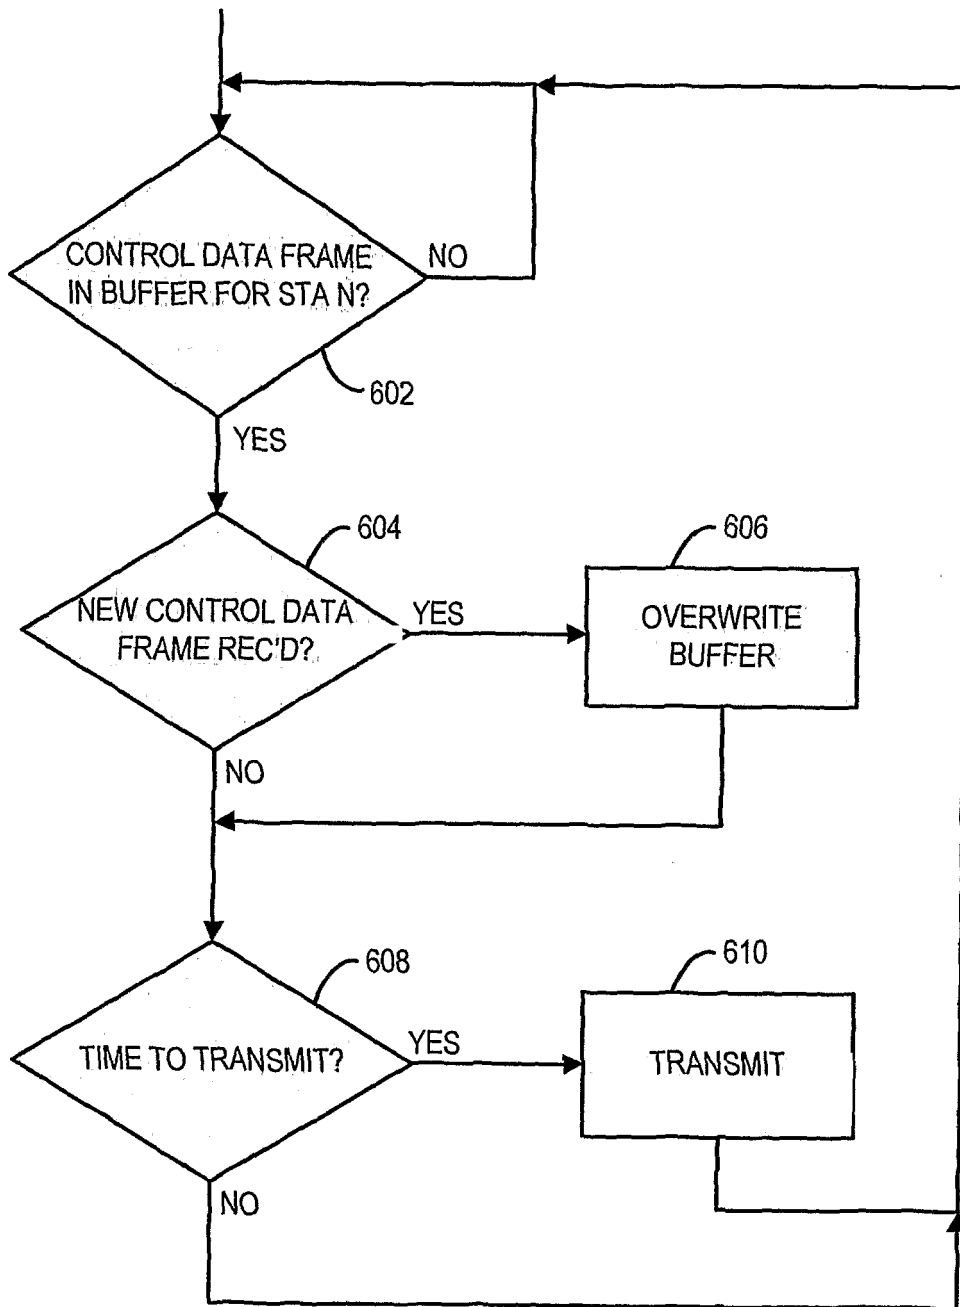 CONTROL DATA FRAME
IN BUFFER FOR STA N?
NO
602
YES
604
NEW CONTROL DATA
FRAME REC'D?
YES
606
OVERWRITE
BUFFER
NO
608
TIME TO TRANSMIT?
YES
610
TRANSMIT
NO